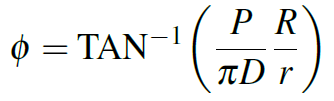 ϕ = TAN⁻¹ ( P/πD R/r )